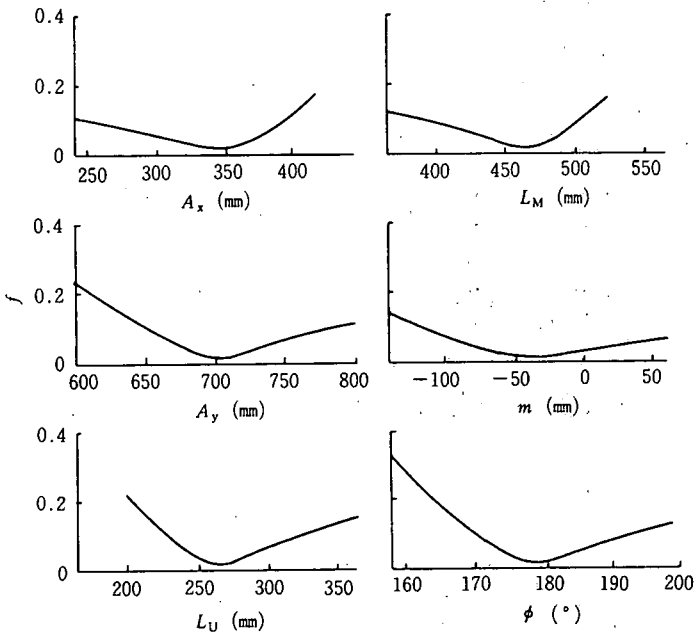 0.4
0.2
0
250 300 350 400
A_x (mm)
400 450 500 550
L_M (mm)
f
0.4
0.2
0
600 650 700 750 800
A_y (mm)
−100 −50 0 50
m (mm)
0.4
0.2
0
200 250 300 350
L_U (mm)
160 170 180 190 200
ϕ (°)